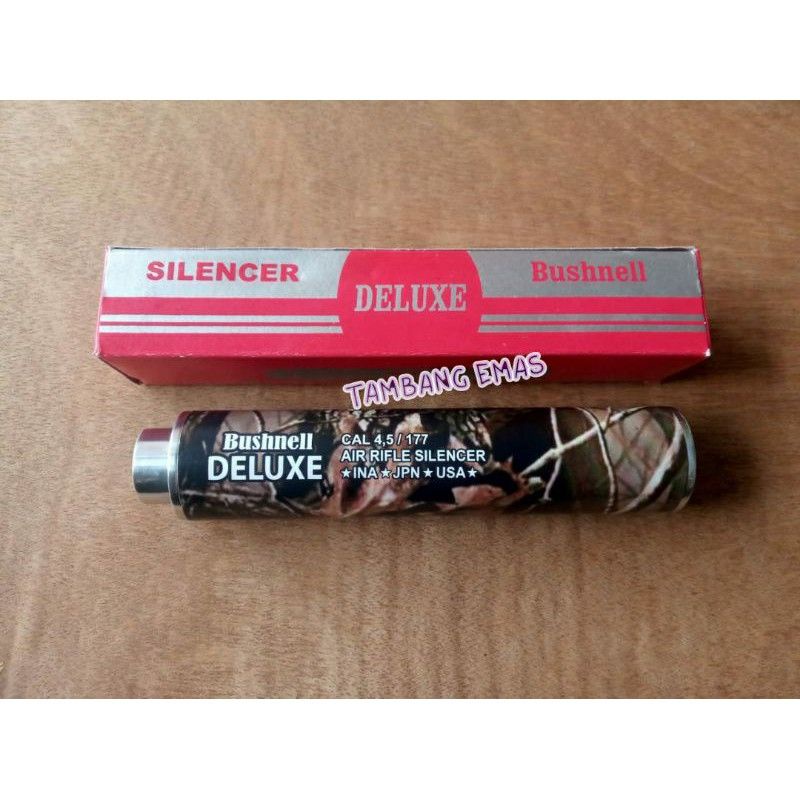 SILENCER
DELUXE
Bushnell
TAMBANG EMAS
Bushnell
DELUXE
CAL 4,5 / 177
AIR RIFLE SILENCER
★INA★JPN★USA★